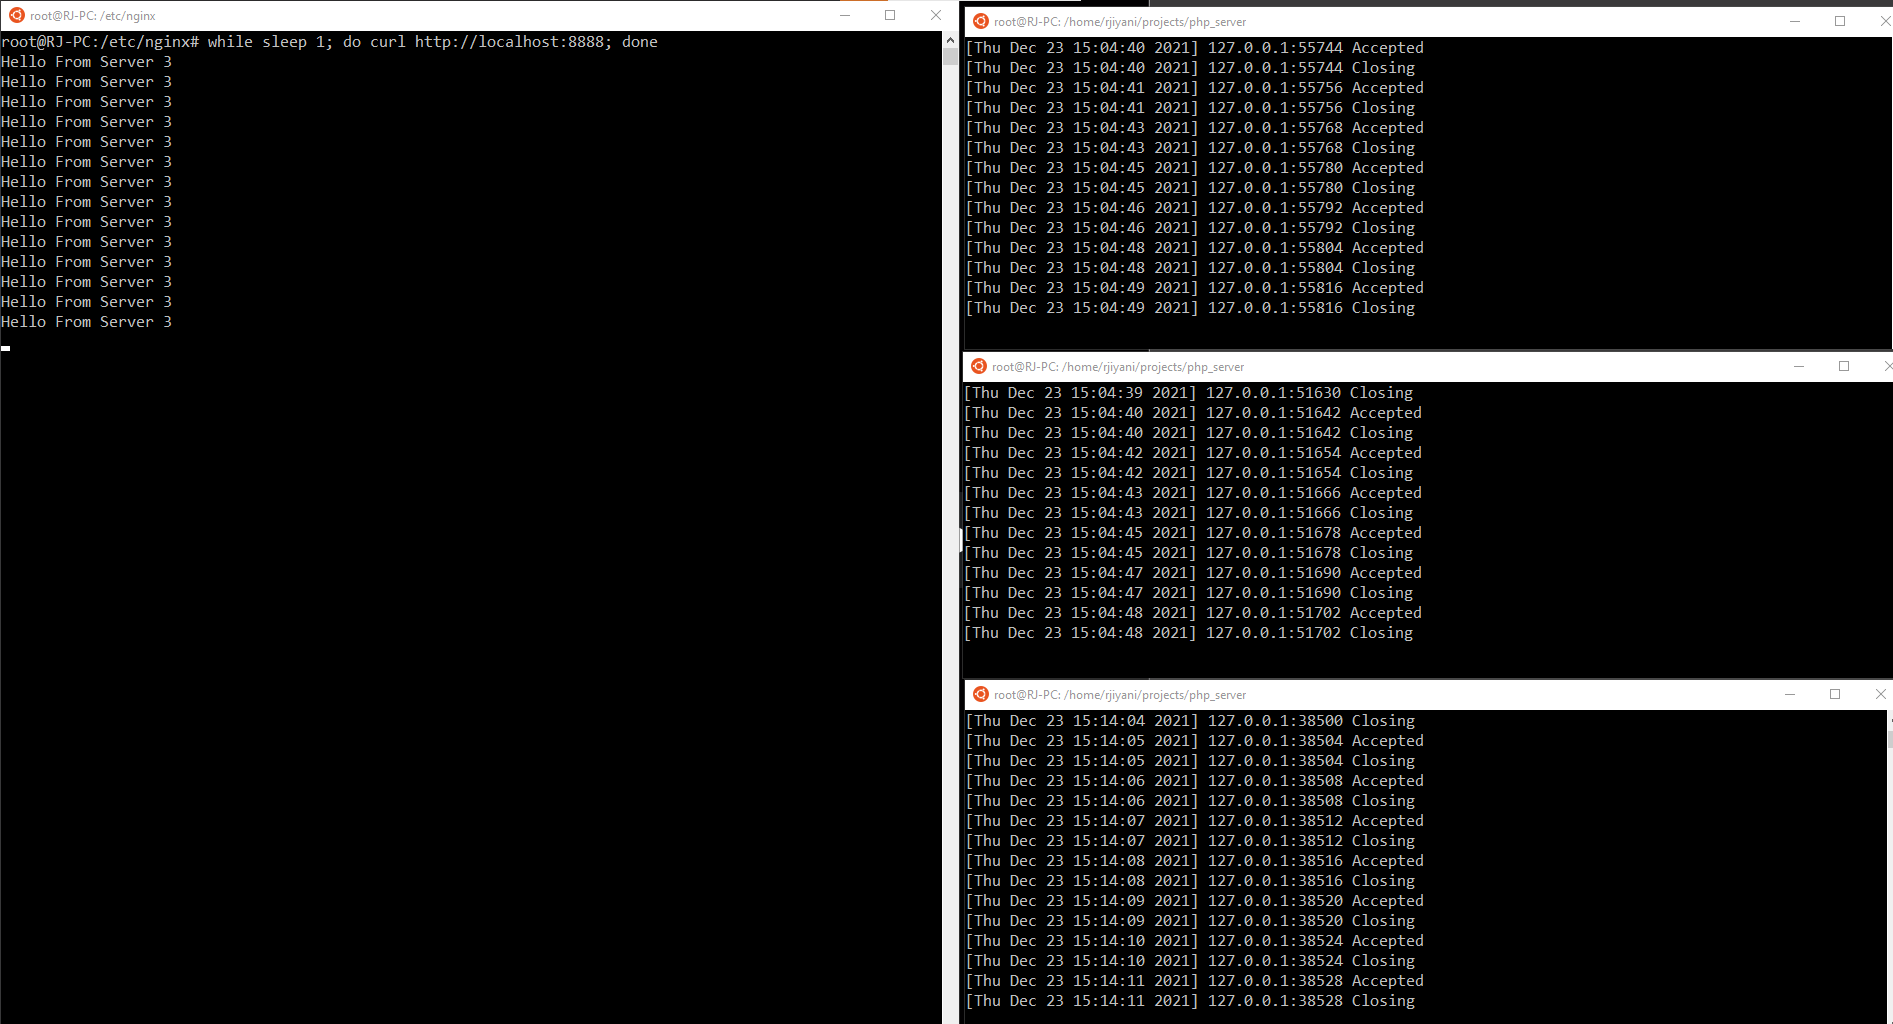 root@RJ-PC: /etc/nginx
root@RJ-PC:/etc/nginx# while sleep 1; do curl http://localhost:8888; done
Hello From Server 3
Hello From Server 3
Hello From Server 3
Hello From Server 3
Hello From Server 3
Hello From Server 3
Hello From Server 3
Hello From Server 3
Hello From Server 3
Hello From Server 3
Hello From Server 3
Hello From Server 3
Hello From Server 3
Hello From Server 3
root@RJ-PC: /home/rjiyani/projects/php_server
[Thu Dec 23 15:04:40 2021] 127.0.0.1:55744 Accepted
[Thu Dec 23 15:04:40 2021] 127.0.0.1:55744 Closing
[Thu Dec 23 15:04:41 2021] 127.0.0.1:55756 Accepted
[Thu Dec 23 15:04:41 2021] 127.0.0.1:55756 Closing
[Thu Dec 23 15:04:43 2021] 127.0.0.1:55768 Accepted
[Thu Dec 23 15:04:43 2021] 127.0.0.1:55768 Closing
[Thu Dec 23 15:04:45 2021] 127.0.0.1:55780 Accepted
[Thu Dec 23 15:04:45 2021] 127.0.0.1:55780 Closing
[Thu Dec 23 15:04:46 2021] 127.0.0.1:55792 Accepted
[Thu Dec 23 15:04:46 2021] 127.0.0.1:55792 Closing
[Thu Dec 23 15:04:48 2021] 127.0.0.1:55804 Accepted
[Thu Dec 23 15:04:48 2021] 127.0.0.1:55804 Closing
[Thu Dec 23 15:04:49 2021] 127.0.0.1:55816 Accepted
[Thu Dec 23 15:04:49 2021] 127.0.0.1:55816 Closing
root@RJ-PC: /home/rjiyani/projects/php_server
[Thu Dec 23 15:04:39 2021] 127.0.0.1:51630 Closing
[Thu Dec 23 15:04:40 2021] 127.0.0.1:51642 Accepted
[Thu Dec 23 15:04:40 2021] 127.0.0.1:51642 Closing
[Thu Dec 23 15:04:42 2021] 127.0.0.1:51654 Accepted
[Thu Dec 23 15:04:42 2021] 127.0.0.1:51654 Closing
[Thu Dec 23 15:04:43 2021] 127.0.0.1:51666 Accepted
[Thu Dec 23 15:04:43 2021] 127.0.0.1:51666 Closing
[Thu Dec 23 15:04:45 2021] 127.0.0.1:51678 Accepted
[Thu Dec 23 15:04:45 2021] 127.0.0.1:51678 Closing
[Thu Dec 23 15:04:47 2021] 127.0.0.1:51690 Accepted
[Thu Dec 23 15:04:47 2021] 127.0.0.1:51690 Closing
[Thu Dec 23 15:04:48 2021] 127.0.0.1:51702 Accepted
[Thu Dec 23 15:04:48 2021] 127.0.0.1:51702 Closing
root@RJ-PC: /home/rjiyani/projects/php_server
[Thu Dec 23 15:14:04 2021] 127.0.0.1:38500 Closing
[Thu Dec 23 15:14:05 2021] 127.0.0.1:38504 Accepted
[Thu Dec 23 15:14:05 2021] 127.0.0.1:38504 Closing
[Thu Dec 23 15:14:06 2021] 127.0.0.1:38508 Accepted
[Thu Dec 23 15:14:06 2021] 127.0.0.1:38508 Closing
[Thu Dec 23 15:14:07 2021] 127.0.0.1:38512 Accepted
[Thu Dec 23 15:14:07 2021] 127.0.0.1:38512 Closing
[Thu Dec 23 15:14:08 2021] 127.0.0.1:38516 Accepted
[Thu Dec 23 15:14:08 2021] 127.0.0.1:38516 Closing
[Thu Dec 23 15:14:09 2021] 127.0.0.1:38520 Accepted
[Thu Dec 23 15:14:09 2021] 127.0.0.1:38520 Closing
[Thu Dec 23 15:14:10 2021] 127.0.0.1:38524 Accepted
[Thu Dec 23 15:14:10 2021] 127.0.0.1:38524 Closing
[Thu Dec 23 15:14:11 2021] 127.0.0.1:38528 Accepted
[Thu Dec 23 15:14:11 2021] 127.0.0.1:38528 Closing